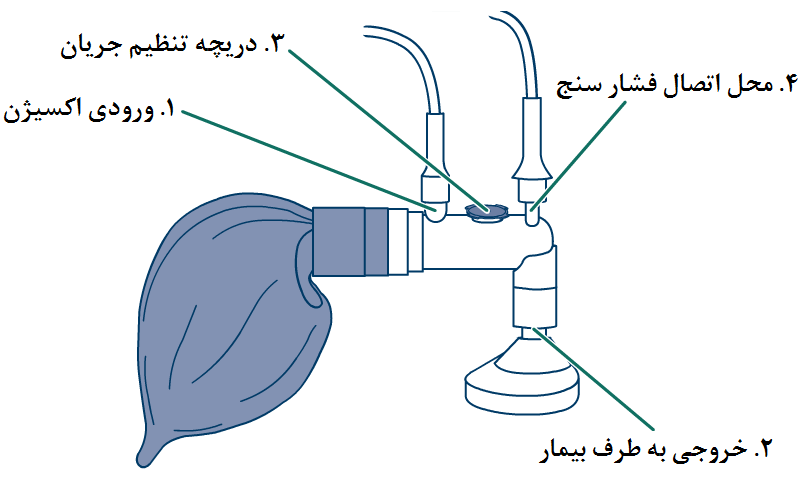 ۳. دریچه تنظیم جریان
۴. محل اتصال فشار سنج
۱. ورودی اکسیژن
۲. خروجی به طرف بیمار